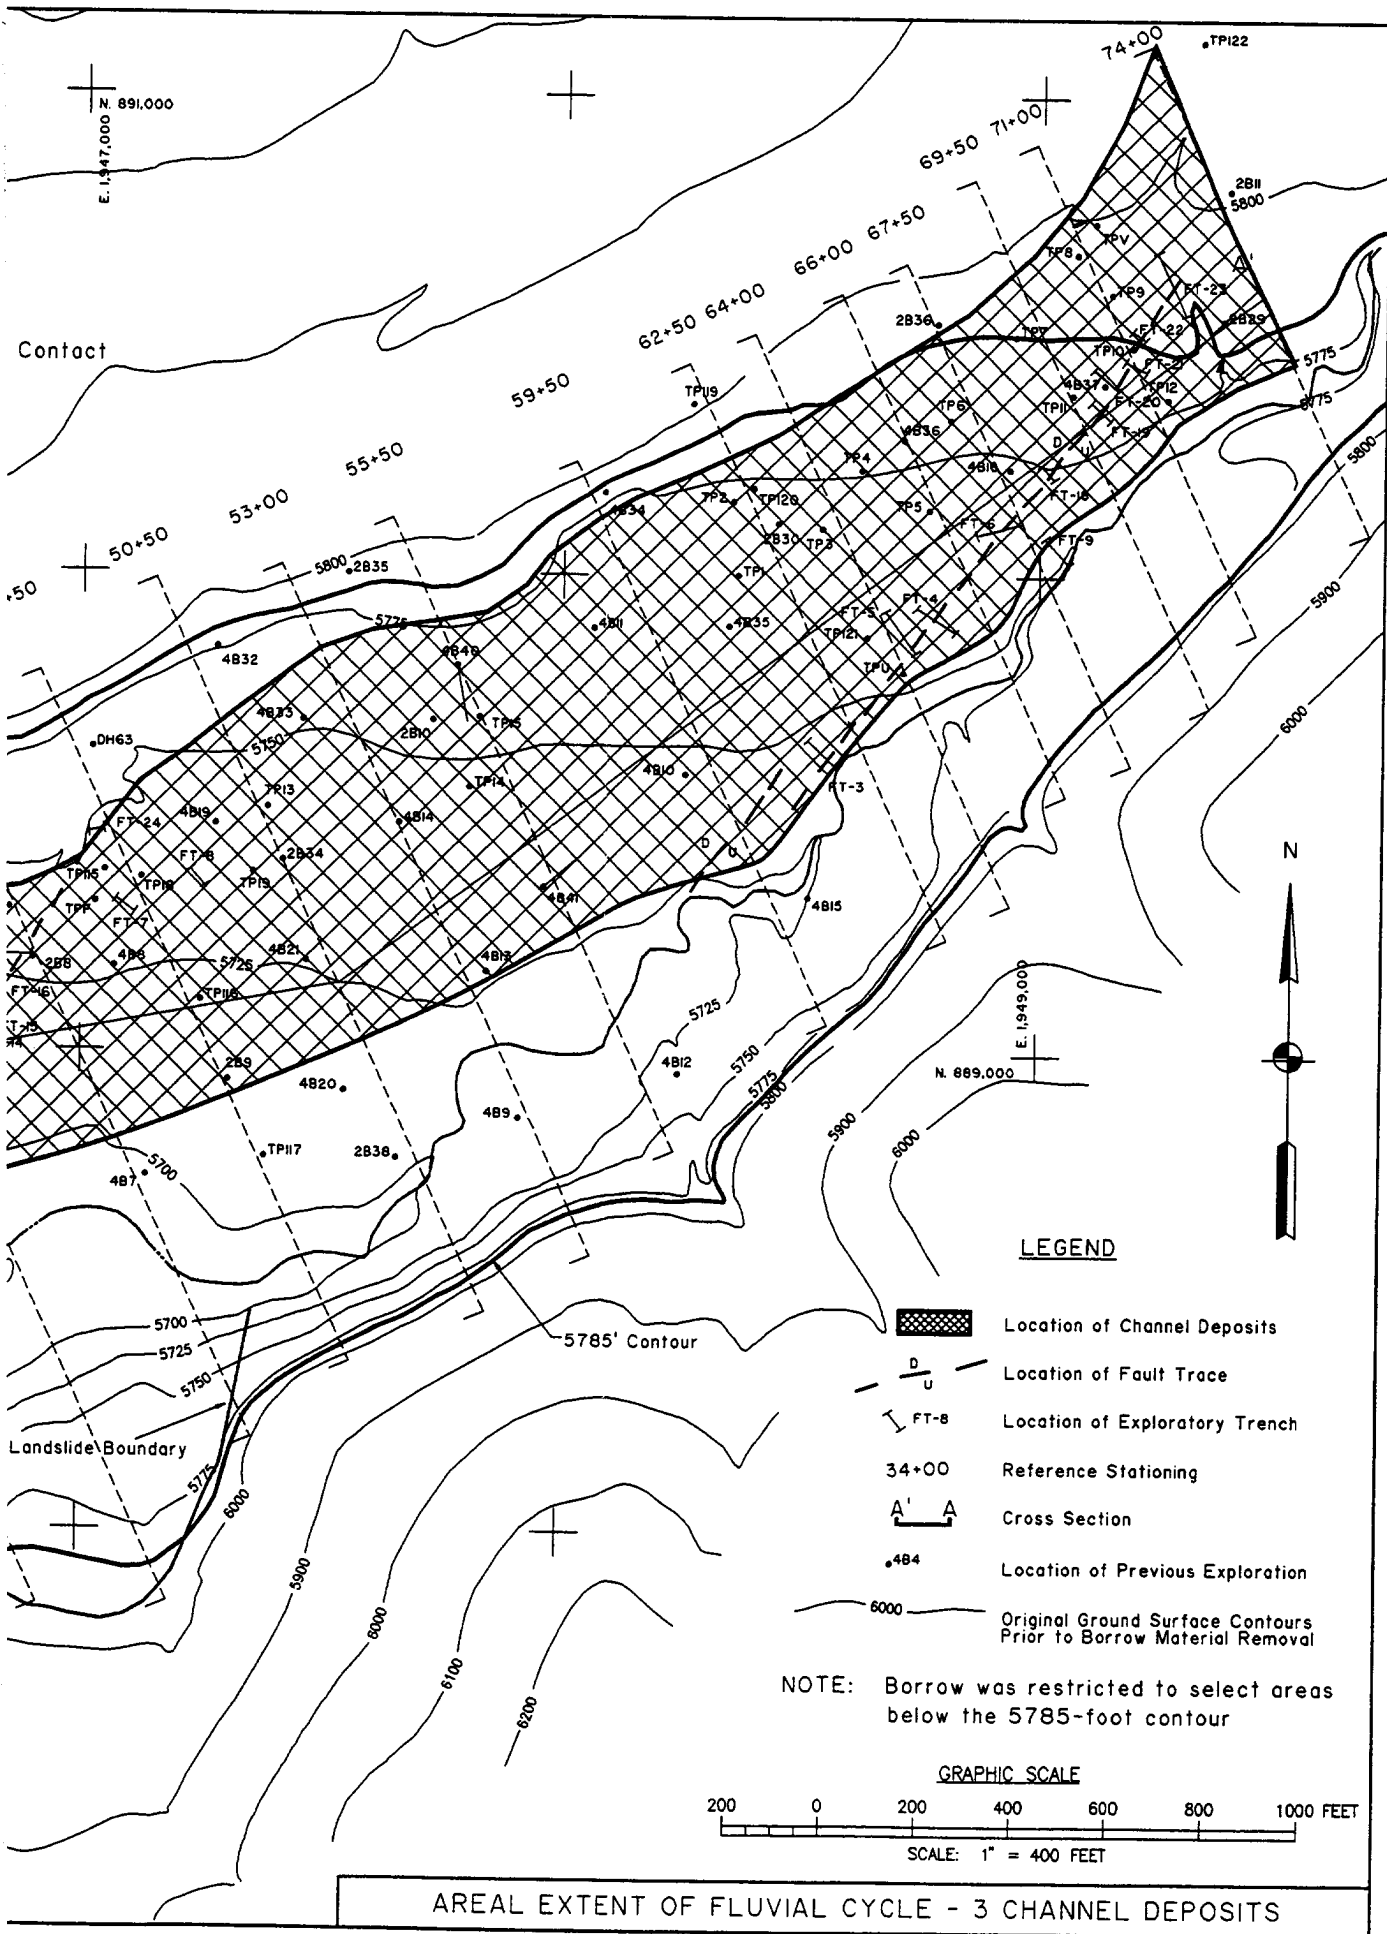 74+00
TP122
N. 891,000
E. 1,947,000
71+00
69+50
2B11
5800
67+50
TPV
66+00
TP8
A'
64+00
TP9
FT-23
62+50
2B36
TP7
FT-22
2B29
Contact
TP10
5775
FT-21
59+50
TP119
4B37
TP12
TP11
FT-20
5775
TP6
FT-19
4B36
D
U
5800
55+50
TP4
4B16
53+00
TP2
TP120
4B34
TP5
FT-18
50+50
2B30
TP3
FT-6
FT-9
5800
2B35
+50
TP1
5900
FT-4
FT-5
5775
4B11
4B35
TP121
4B32
4B40
TPU
4B33
TP15
2B10
6000
DH63
5750
4B10
TP14
FT-3
TP13
4B19
4B14
FT-24
D
U
N
FT-8
2B34
TP115
TP18
TP19
TPF
4B41
4B15
FT-7
4B21
2B8
4B8
5725
4B13
FT-16
TP116
E. 1,949,000
5725
T-15
14
5750
2B9
4B12
N. 889,000
4B20
5775
5800
4B9
5900
TP117
2B38
6000
5700
4B7
LEGEND
5700
5785' Contour
Location of Channel Deposits
5725
D
U
Location of Fault Trace
5750
FT-8
Location of Exploratory Trench
Landslide Boundary
34+00
Reference Stationing
5775
6000
A' A
Cross Section
4B4
Location of Previous Exploration
5900
6000
6000
Original Ground Surface Contours
Prior to Borrow Material Removal
6100
6200
NOTE: Borrow was restricted to select areas
below the 5785-foot contour
GRAPHIC SCALE
200 0 200 400 600 800 1000 FEET
SCALE: 1" = 400 FEET
AREAL EXTENT OF FLUVIAL CYCLE - 3 CHANNEL DEPOSITS